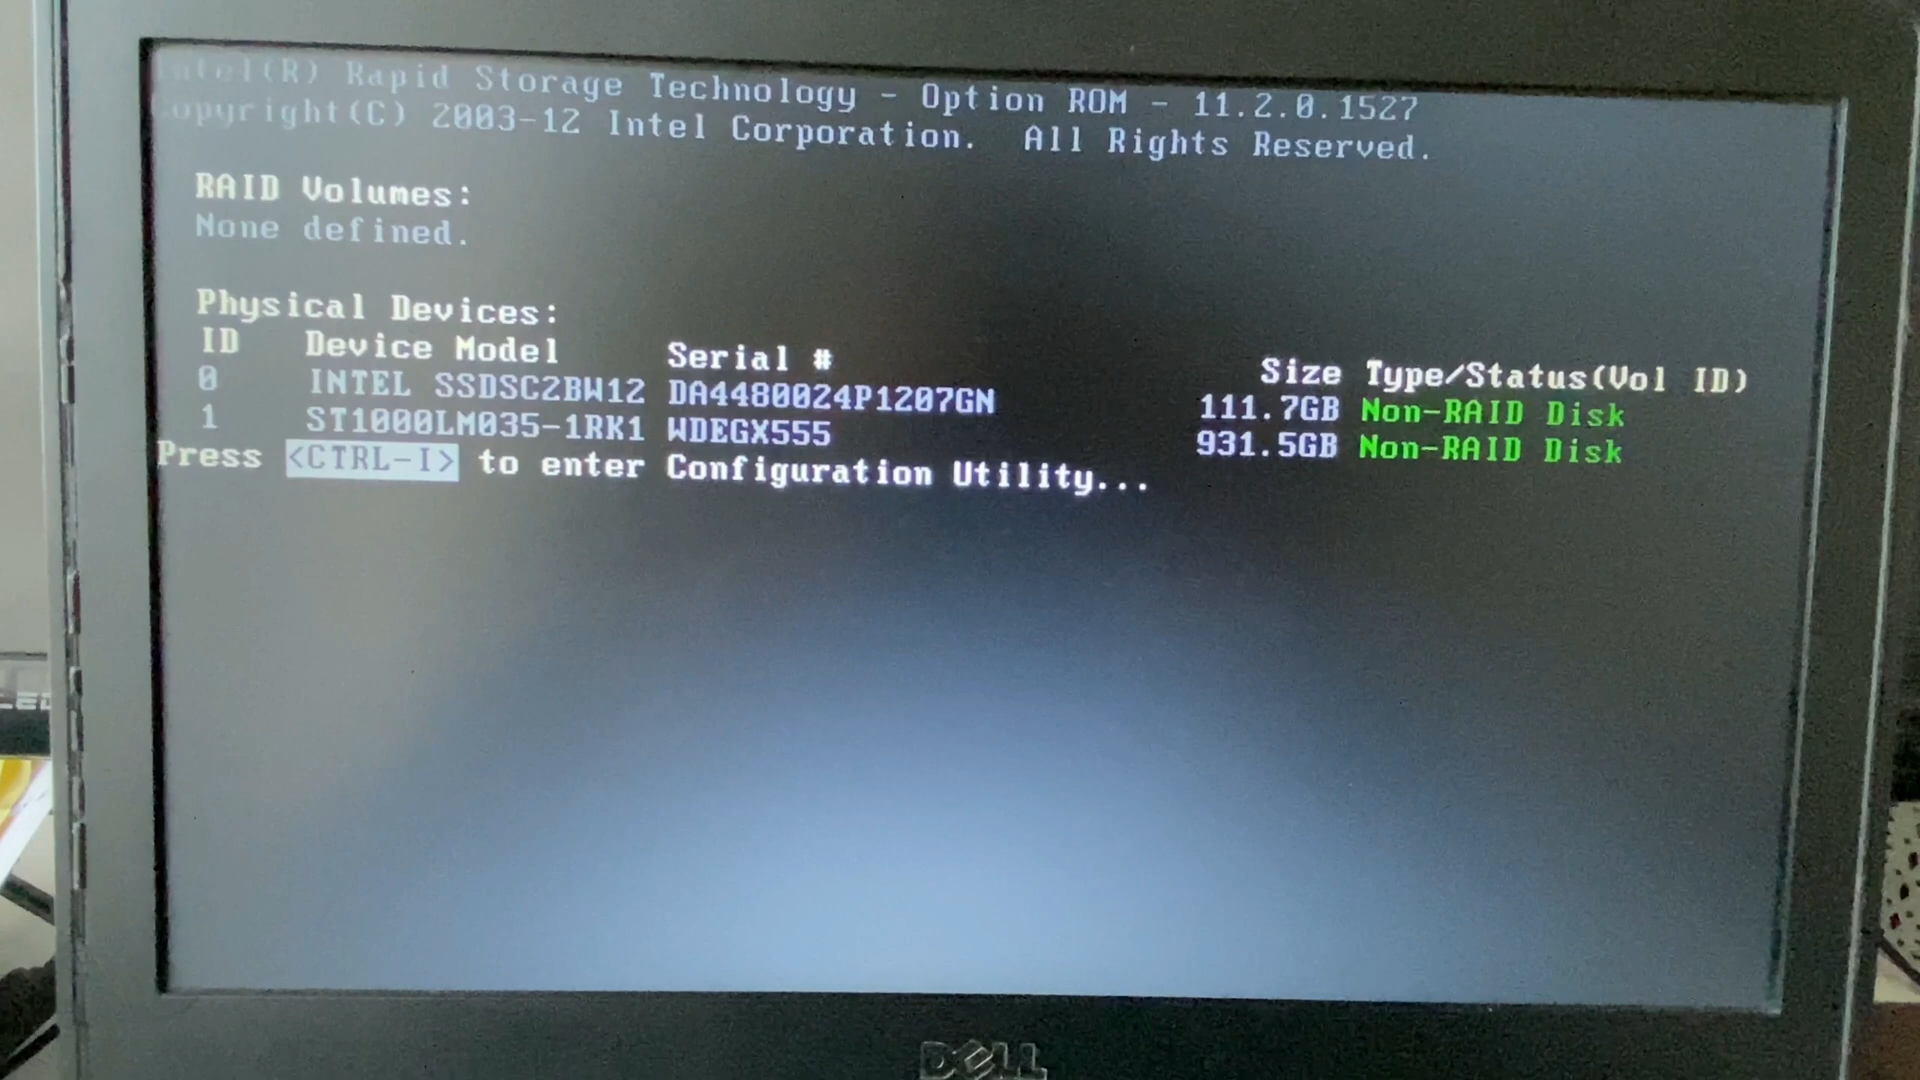 Intel(R) Rapid Storage Technology - Option ROM - 11.2.0.1527
Copyright(C) 2003-12 Intel Corporation.  All Rights Reserved.
RAID Volumes:
None defined.
Physical Devices:
ID Device Model Serial # Size Type/Status(Vol ID)
0 INTEL SSDSC2BW12 DA4480024P1207GN 111.7GB Non-RAID Disk
1 ST1000LM035-1RK1 WDEGX555 931.5GB Non-RAID Disk
Press <CTRL-I> to enter Configuration Utility...
DELL